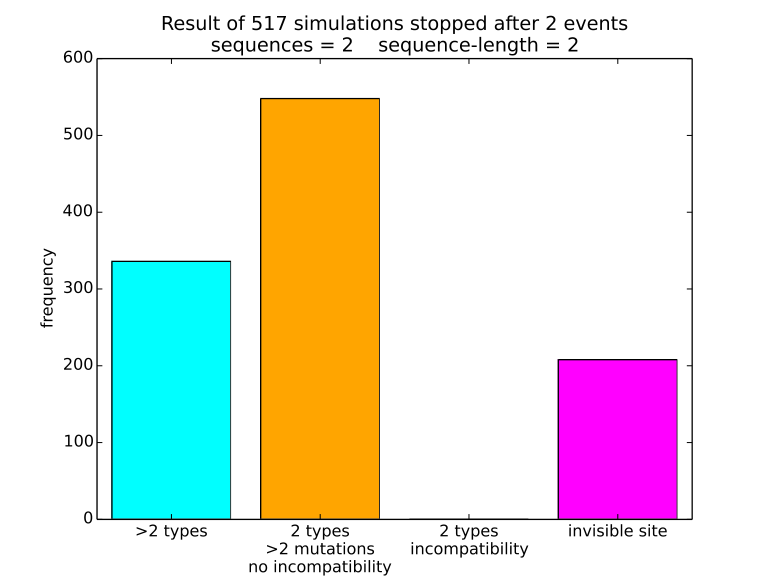 Result of 517 simulations stopped after 2 events
sequences = 2    sequence-length = 2
600
500
400
300
200
100
0
frequency
>2 types
2 types
>2 mutations
no incompatibility
2 types
incompatibility
invisible site